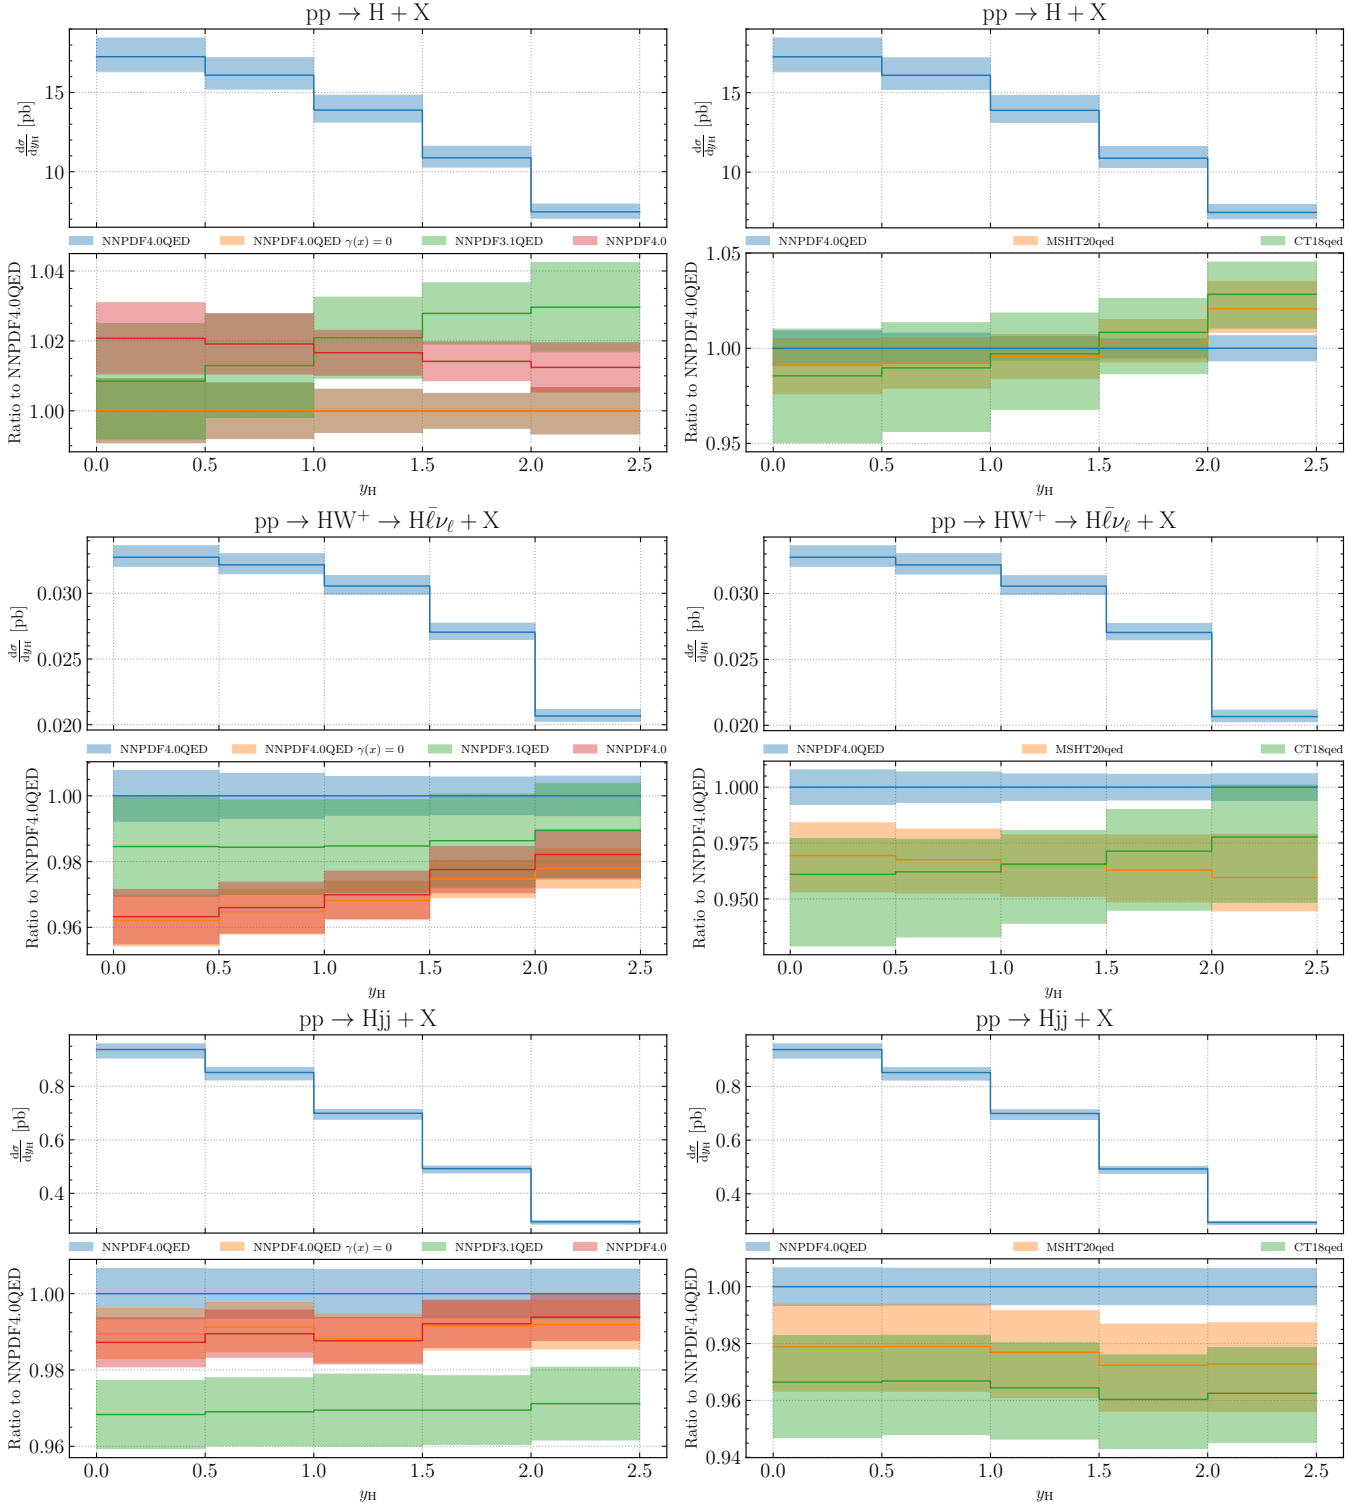 pp → H + X
dσ/dy_H [pb]
15
10
NNPDF4.0QED NNPDF4.0QED γ(x) = 0 NNPDF3.1QED NNPDF4.0
Ratio to NNPDF4.0QED
1.04
1.02
1.00
0.0 0.5 1.0 1.5 2.0 2.5
y_H
pp → H + X
dσ/dy_H [pb]
15
10
NNPDF4.0QED MSHT20qed CT18qed
Ratio to NNPDF4.0QED
1.05
1.00
0.95
0.0 0.5 1.0 1.5 2.0 2.5
y_H
pp → HW⁺ → Hℓ̄ν_ℓ + X
dσ/dy_H [pb]
0.030
0.025
0.020
NNPDF4.0QED NNPDF4.0QED γ(x) = 0 NNPDF3.1QED NNPDF4.0
Ratio to NNPDF4.0QED
1.00
0.98
0.96
0.0 0.5 1.0 1.5 2.0 2.5
y_H
pp → HW⁺ → Hℓ̄ν_ℓ + X
dσ/dy_H [pb]
0.030
0.025
0.020
NNPDF4.0QED MSHT20qed CT18qed
Ratio to NNPDF4.0QED
1.000
0.975
0.950
0.0 0.5 1.0 1.5 2.0 2.5
y_H
pp → Hjj + X
dσ/dy_H [pb]
0.8
0.6
0.4
NNPDF4.0QED NNPDF4.0QED γ(x) = 0 NNPDF3.1QED NNPDF4.0
Ratio to NNPDF4.0QED
1.00
0.98
0.96
0.0 0.5 1.0 1.5 2.0 2.5
y_H
pp → Hjj + X
dσ/dy_H [pb]
0.8
0.6
0.4
NNPDF4.0QED MSHT20qed CT18qed
Ratio to NNPDF4.0QED
1.00
0.98
0.96
0.94
0.0 0.5 1.0 1.5 2.0 2.5
y_H